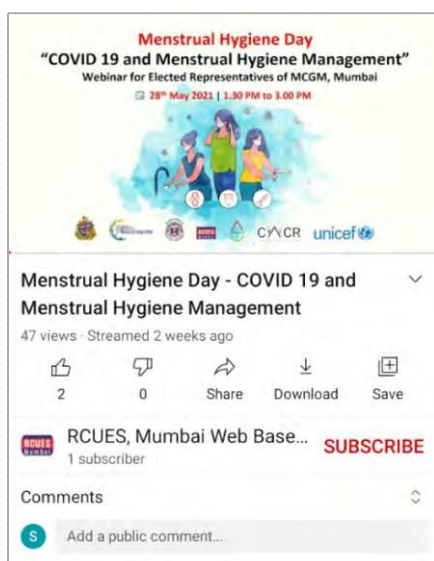 Menstrual Hygiene Day
“COVID 19 and Menstrual Hygiene Management”
Webinar for Elected Representatives of MCGM, Mumbai
28th May 2021 | 1.30 PM to 3.00 PM
RCUES
CYACR
unicef
Menstrual Hygiene Day - COVID 19 and
Menstrual Hygiene Management
47 views · Streamed 2 weeks ago
2
0
Share
Download
Save
RCUES
Mumbai
RCUES, Mumbai Web Base...
1 subscriber
SUBSCRIBE
Comments
S
Add a public comment...